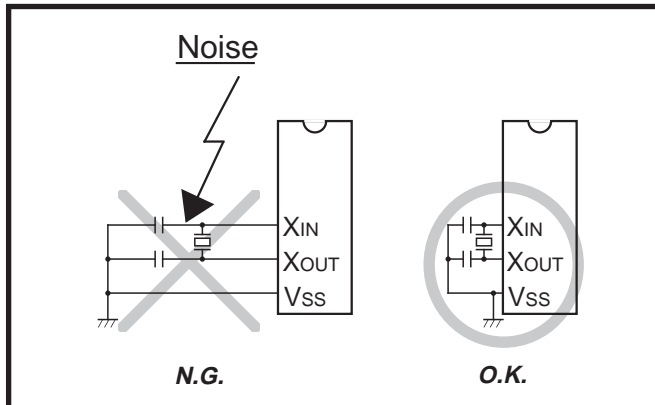 Noise
XIN
XOUT
VSS
N.G.
XIN
XOUT
VSS
O.K.